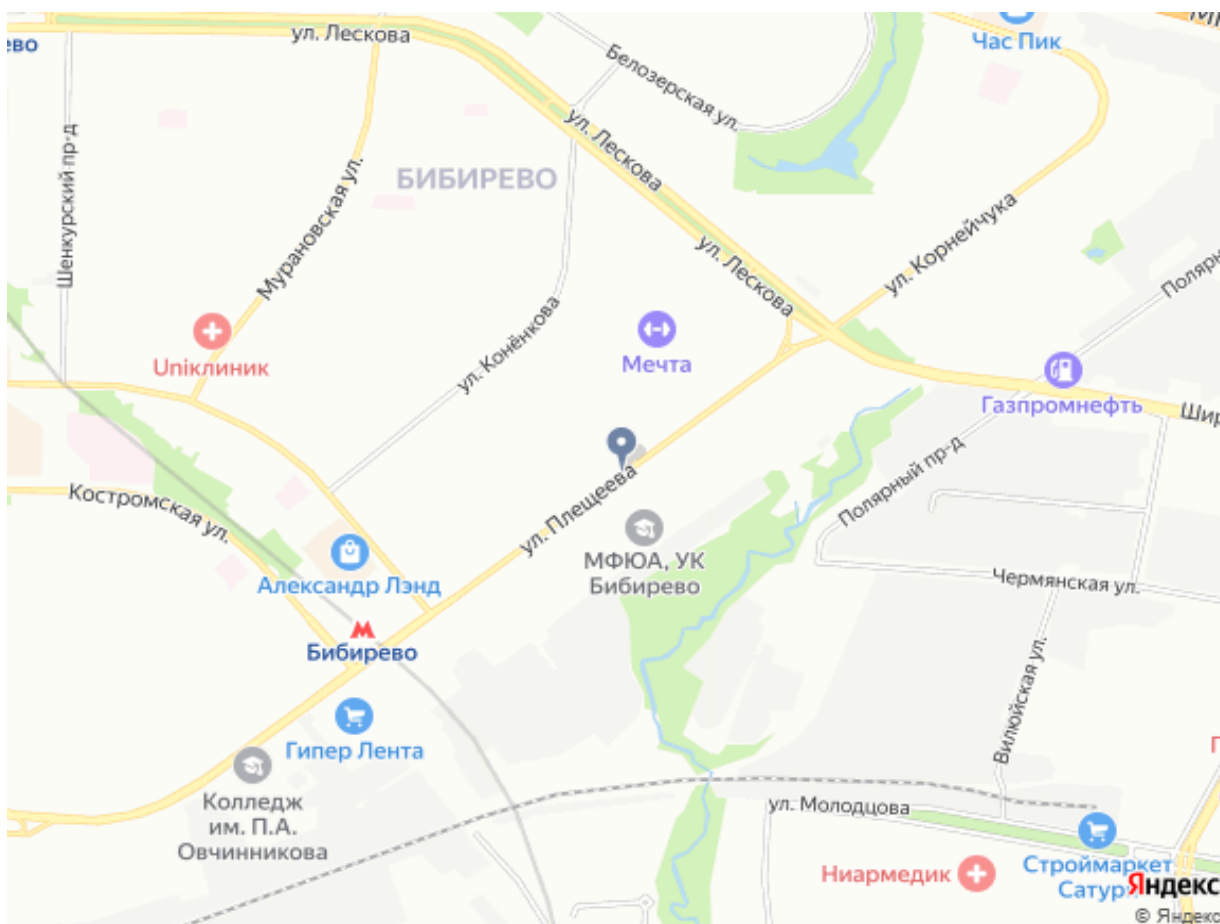 ул. Лескова
Час Пик
ево
Белозерская ул.
ул. Лескова
Шенкурский пр-д
БИБИРЕВО
Мурановская ул.
ул. Корнейчука
ул. Лескова
Полярн
Uniклиник
ул. Конёнкова
Мечта
Газпромнефть
Шир
Полярный пр-д
Костромская ул.
ул. Плещеева
МФЮА, УК
Бибирево
Александр Лэнд
Чермянская ул.
М
Бибирево
Вилюйская ул.
Гипер Лента
Колледж
им. П.А.
Овчинникова
ул. Молодцова
Ниармедик
Строймаркет
Сатурн
Яндекс
© Яндекс